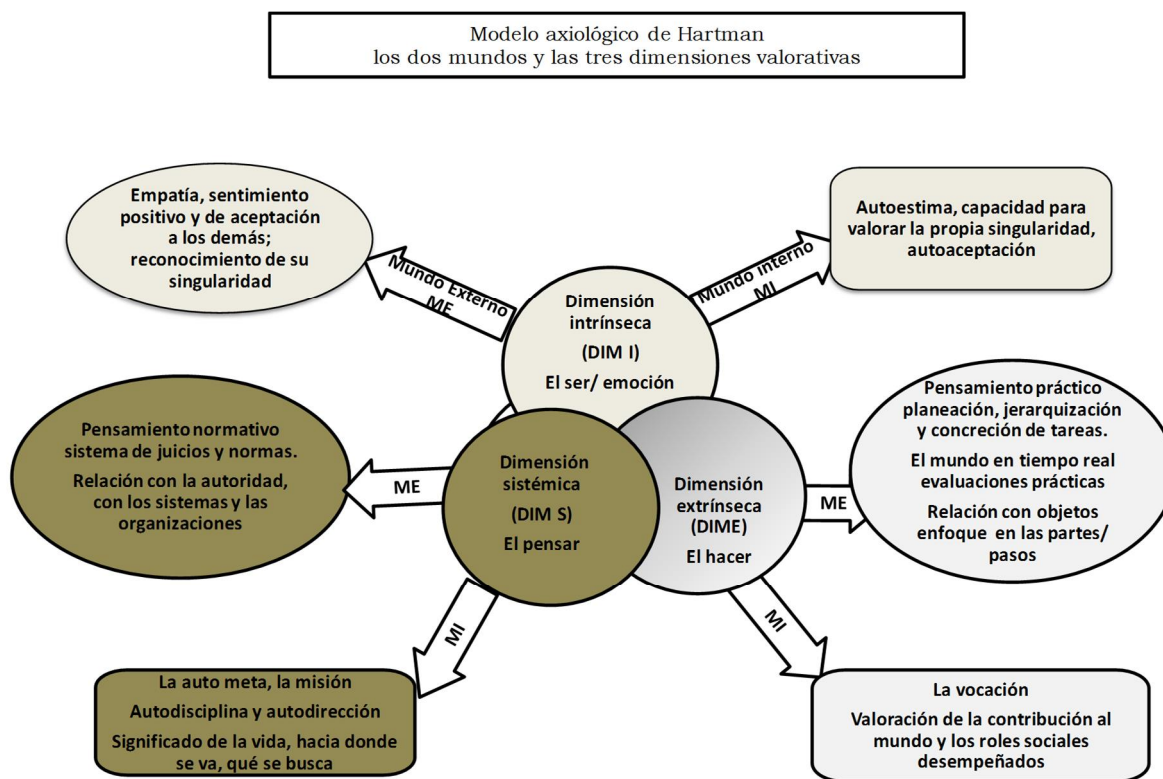 Modelo axiológico de Hartman
los dos mundos y las tres dimensiones valorativas
Empatía, sentimiento
positivo y de aceptación
a los demás;
reconocimiento de su
singularidad
Mundo Externo
ME
Mundo interno
MI
Autoestima, capacidad para
valorar la propia singularidad,
autoaceptación
Dimensión
intrínseca
(DIM I)
El ser/ emoción
Pensamiento normativo
sistema de juicios y normas.
Relación con la autoridad,
con los sistemas y las
organizaciones
ME
Dimensión
sistémica
(DIM S)
El pensar
Dimensión
extrínseca
(DIME)
El hacer
ME
Pensamiento práctico
planeación, jerarquización
y concreción de tareas.
El mundo en tiempo real
evaluaciones prácticas
Relación con objetos
enfoque en las partes/
pasos
MI
MI
La auto meta, la misión
Autodisciplina y autodirección
Significado de la vida, hacia donde
se va, qué se busca
La vocación
Valoración de la contribución al
mundo y los roles sociales
desempeñados